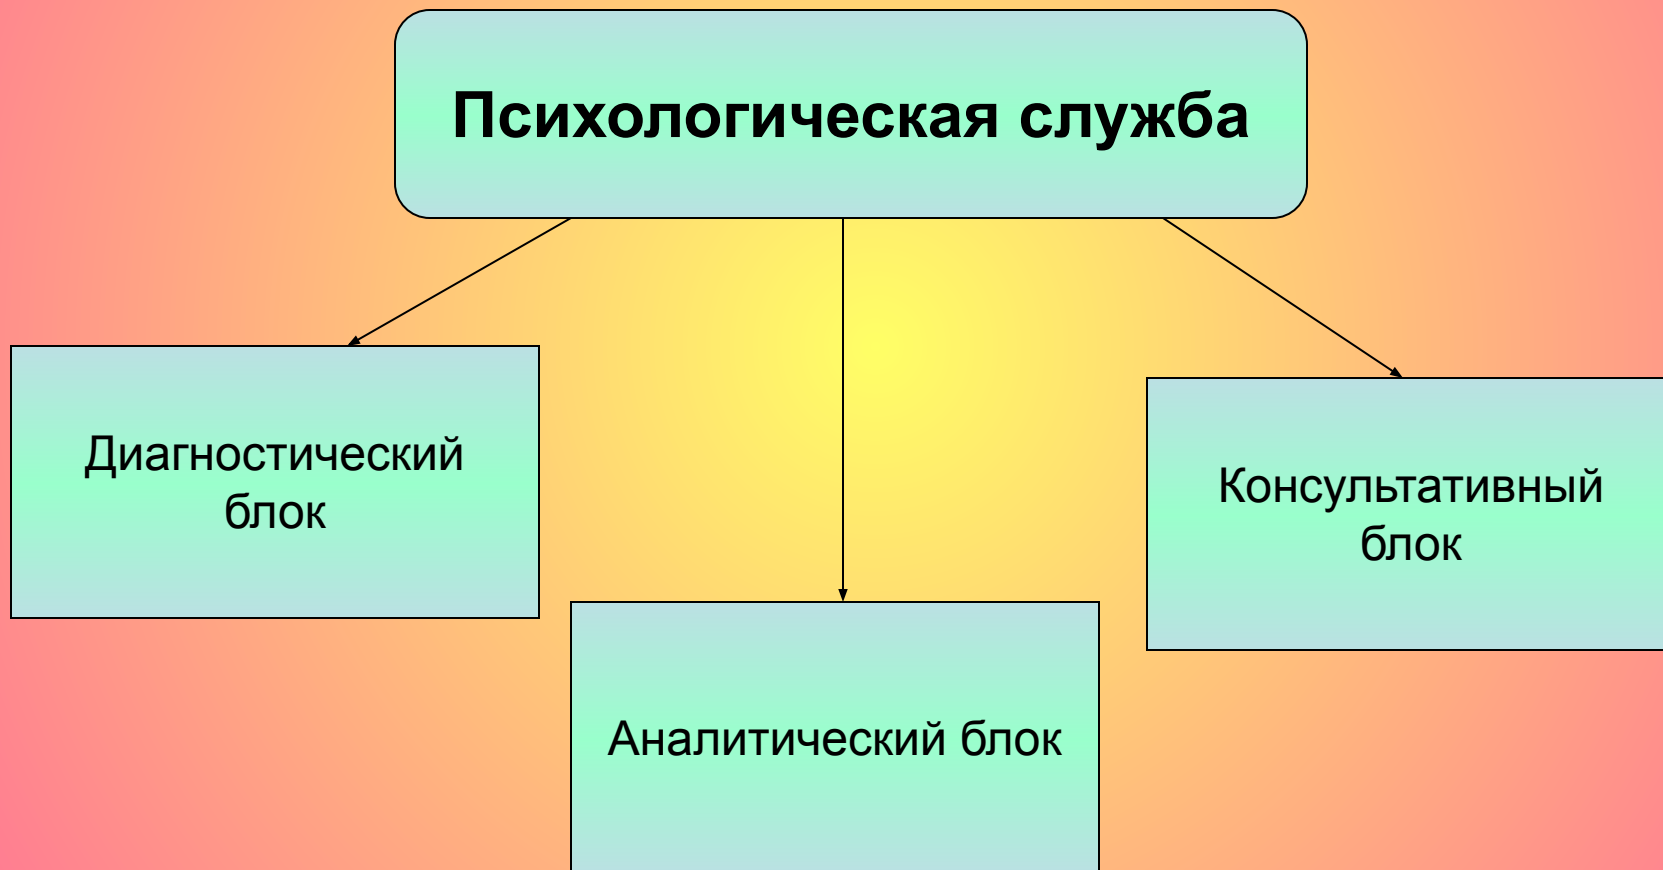 Психологическая служба
Диагностический
блок
Консультативный
блок
Аналитический блок